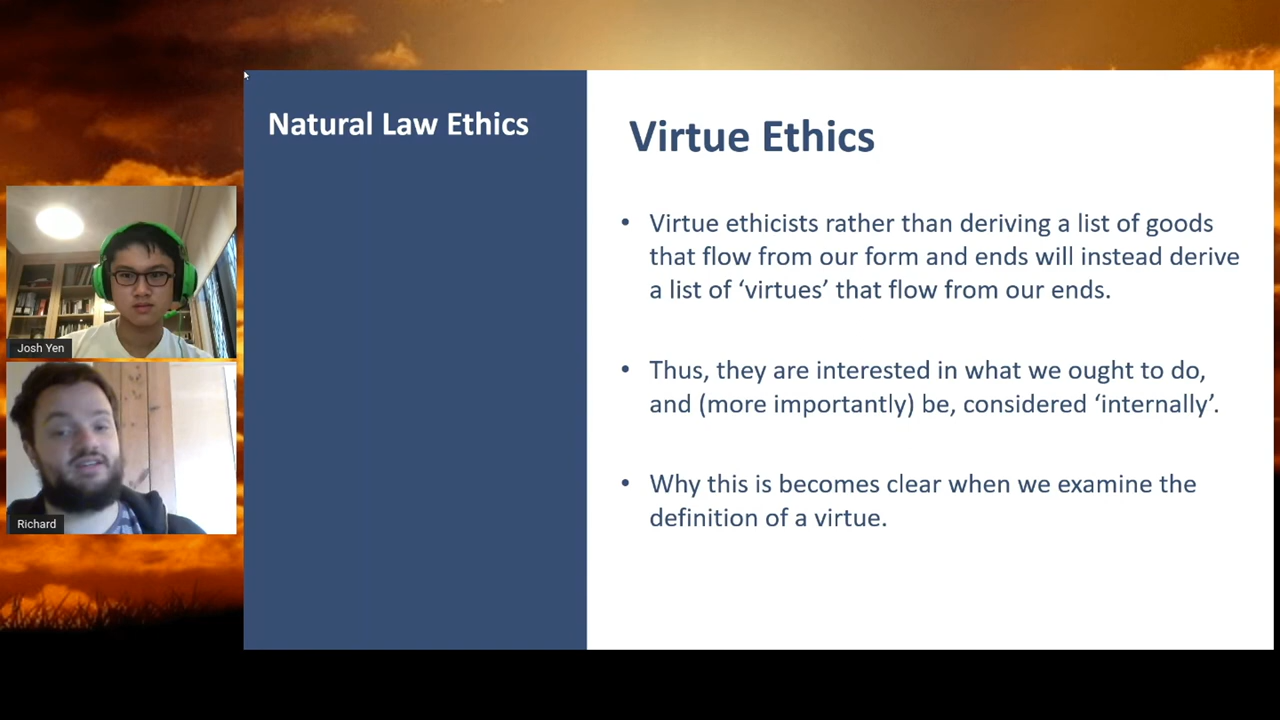 Natural Law Ethics
Virtue Ethics
• Virtue ethicists rather than deriving a list of goods
that flow from our form and ends will instead derive
a list of ‘virtues’ that flow from our ends.
• Thus, they are interested in what we ought to do,
and (more importantly) be, considered ‘internally’.
• Why this is becomes clear when we examine the
definition of a virtue.
Josh Yen
Richard